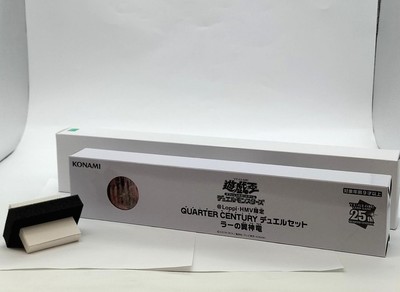 KONAMI
遊戯王
デュエルモンスターズ
@Loppi・HMV限定
QUARTER CENTURY デュエルセット
ラーの翼神竜
25th